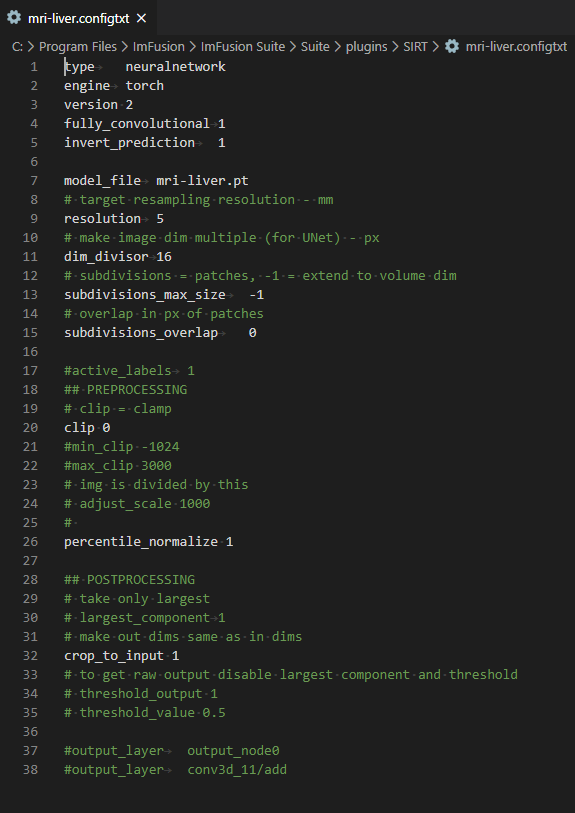 mri-liver.configtxt ×
C: > Program Files > ImFusion > ImFusion Suite > Suite > plugins > SIRT > mri-liver.configtxt
1 type neuralnetwork
2 engine torch
3 version 2
4 fully_convolutional 1
5 invert_prediction 1
6
7 model_file mri-liver.pt
8 # target resampling resolution - mm
9 resolution 5
10 # make image dim multiple (for UNet) - px
11 dim_divisor 16
12 # subdivisions = patches, -1 = extend to volume dim
13 subdivisions_max_size -1
14 # overlap in px of patches
15 subdivisions_overlap 0
16
17 #active_labels 1
18 ## PREPROCESSING
19 # clip = clamp
20 clip 0
21 #min_clip -1024
22 #max_clip 3000
23 # img is divided by this
24 # adjust_scale 1000
25 #
26 percentile_normalize 1
27
28 ## POSTPROCESSING
29 # take only largest
30 # largest_component 1
31 # make out dims same as in dims
32 crop_to_input 1
33 # to get raw output disable largest component and threshold
34 # threshold_output 1
35 # threshold_value 0.5
36
37 #output_layer output_node0
38 #output_layer conv3d_11/add